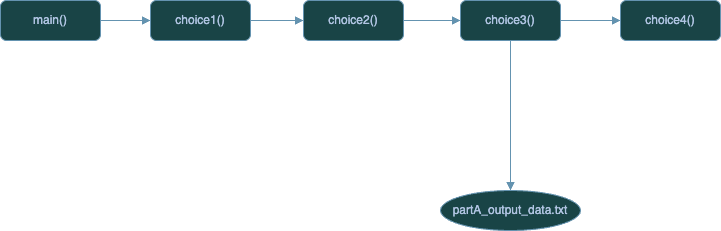 main()
choice1()
choice2()
choice3()
choice4()
partA_output_data.txt